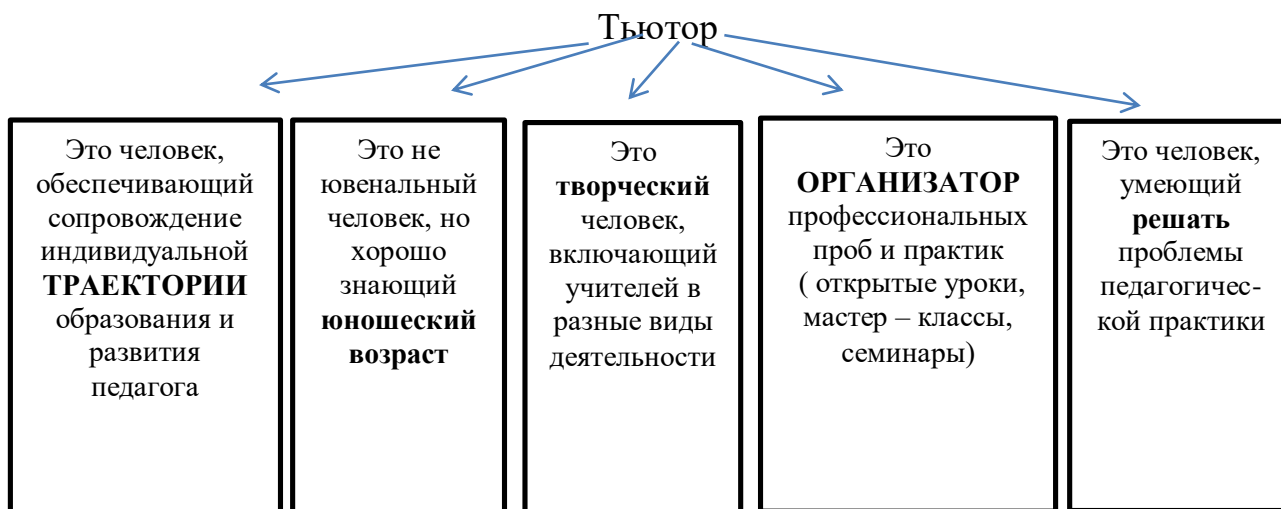 Тьютор
Это человек,
обеспечивающий
сопровождение
индивидуальной
ТРАЕКТОРИИ
образования и
развития
педагога
Это не
ювенальный
человек, но
хорошо
знающий
юношеский
возраст
Это
творческий
человек,
включающий
учителей в
разные виды
деятельности
Это
ОРГАНИЗАТОР
профессиональных
проб и практик
( открытые уроки,
мастер – классы,
семинары)
Это человек,
умеющий
решать
проблемы
педагогичес-
кой практики